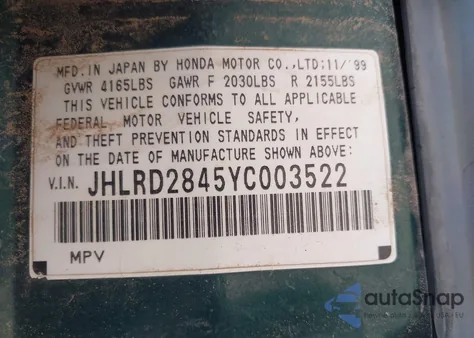 MFD.IN JAPAN BY HONDA MOTOR CO.,LTD;11/'99
GVWR 4165LBS GAWR F 2030LBS R 2155LBS
THIS VEHICLE CONFORMS TO ALL APPLICABLE
FEDERAL MOTOR VEHICLE SAFETY,
AND THEFT PREVENTION STANDARDS IN EFFECT
ON THE DATE OF MANUFACTURE SHOWN ABOVE:
V.I.N. JHLRD2845YC003522
MPV
autaSnap